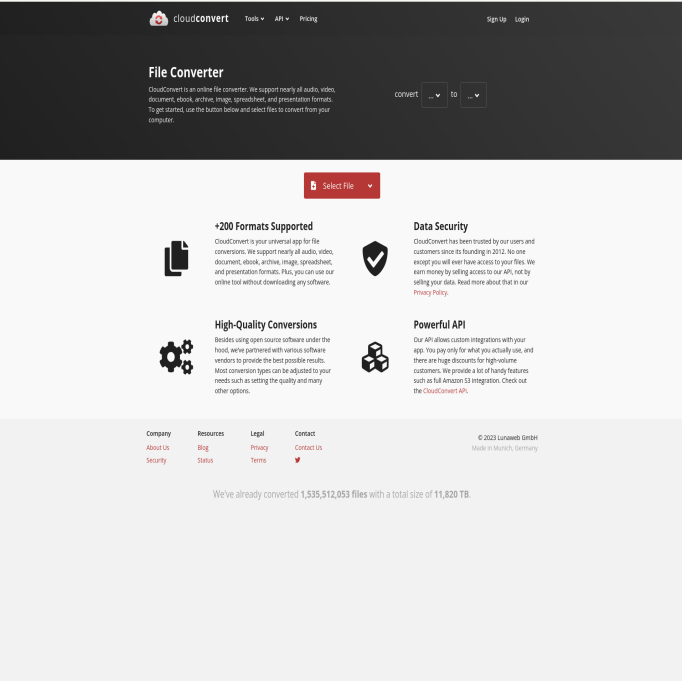 cloudconvert
Tools API Pricing
Sign Up Login
File Converter
CloudConvert is an online file converter. We support nearly all audio, video,
document, ebook, archive, image, spreadsheet, and presentation formats.
To get started, use the button below and select files to convert from your
computer.
convert ... to ...
Select File
+200 Formats Supported
CloudConvert is your universal app for file
conversions. We support nearly all audio, video,
document, ebook, archive, image, spreadsheet,
and presentation formats. Plus, you can use our
online tool without downloading any software.
Data Security
CloudConvert has been trusted by our users and
customers since its founding in 2012. No one
except you will ever have access to your files. We
earn money by selling access to our API, not by
selling your data. Read more about that in our
Privacy Policy.
High-Quality Conversions
Besides using open source software under the
hood, we've partnered with various software
vendors to provide the best possible results.
Most conversion types can be adjusted to your
needs such as setting the quality and many
other options.
Powerful API
Our API allows custom integrations with your
app. You pay only for what you actually use, and
there are huge discounts for high-volume
customers. We provide a lot of handy features
such as full Amazon S3 integration. Check out
the CloudConvert API.
Company
About Us
Security
Resources
Blog
Status
Legal
Privacy
Terms
Contact
Contact Us
© 2023 Lunaweb GmbH
Made in Munich, Germany
We've already converted 1,535,512,053 files with a total size of 11,820 TB.